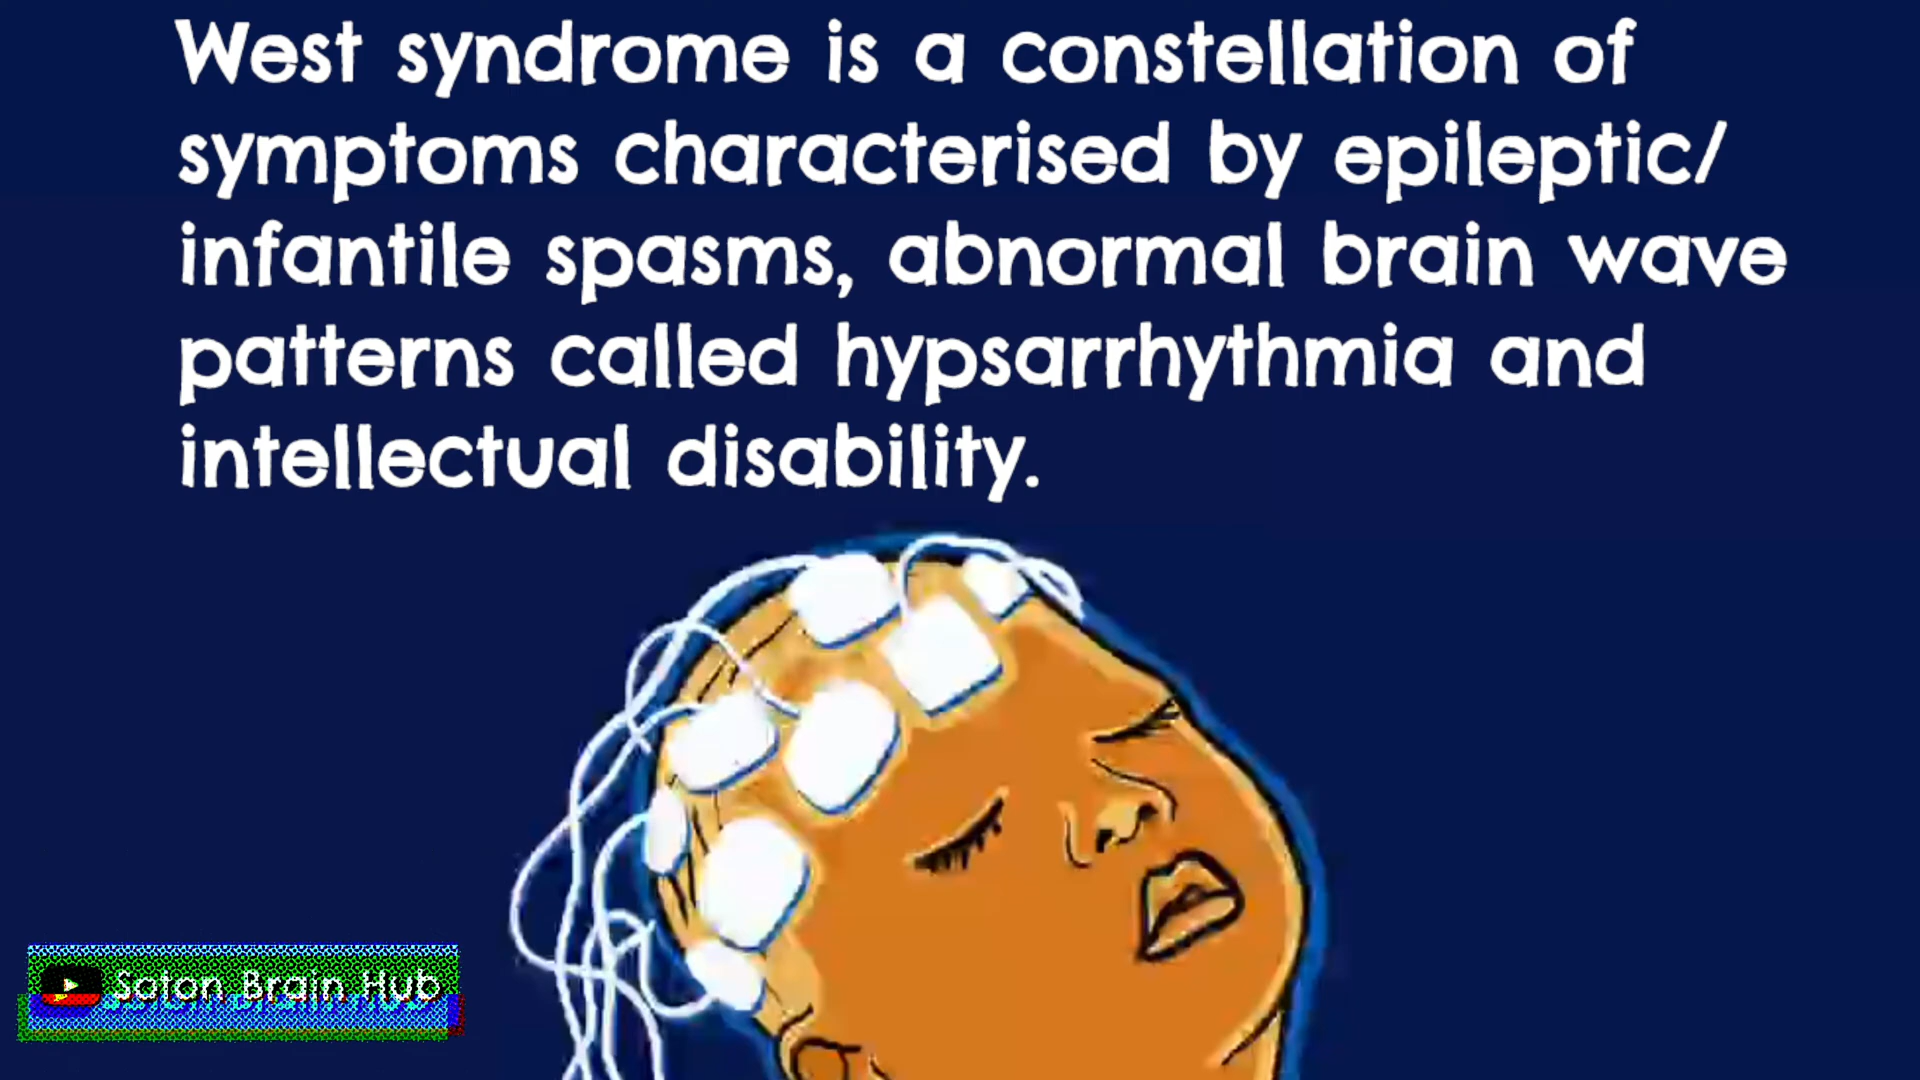 West syndrome is a constellation of
symptoms characterised by epileptic/
infantile spasms, abnormal brain wave
patterns called hypsarrhythmia and
intellectual disability.
Soton Brain Hub